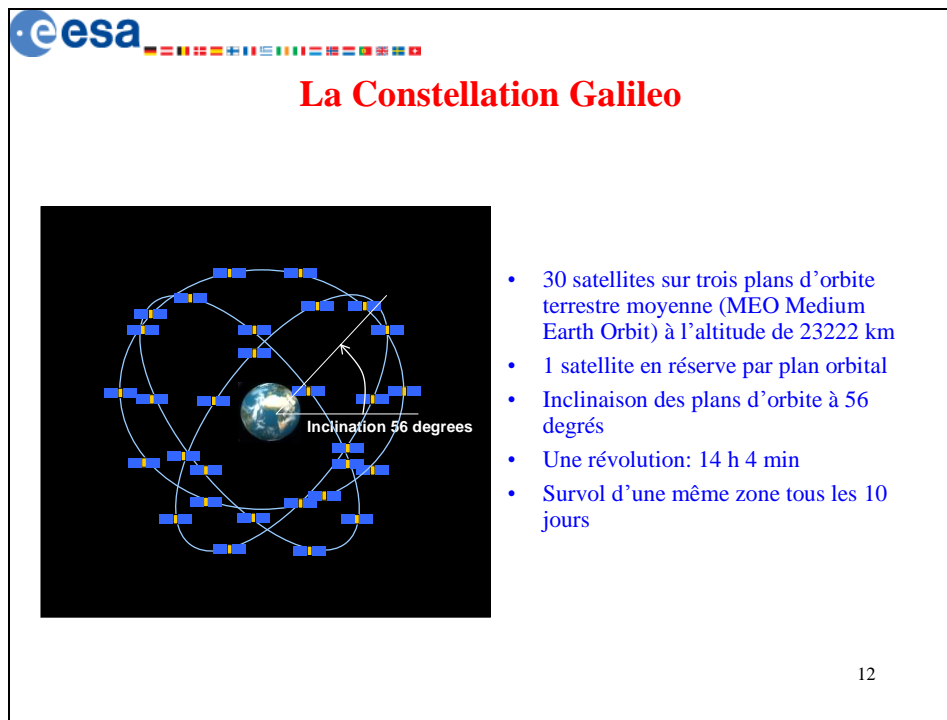 esa
La Constellation Galileo
Inclination 56 degrees
• 30 satellites sur trois plans d'orbite
terrestre moyenne (MEO Medium
Earth Orbit) à l'altitude de 23222 km
• 1 satellite en réserve par plan orbital
• Inclinaison des plans d'orbite à 56
degrés
• Une révolution: 14 h 4 min
• Survol d'une même zone tous les 10
jours
12